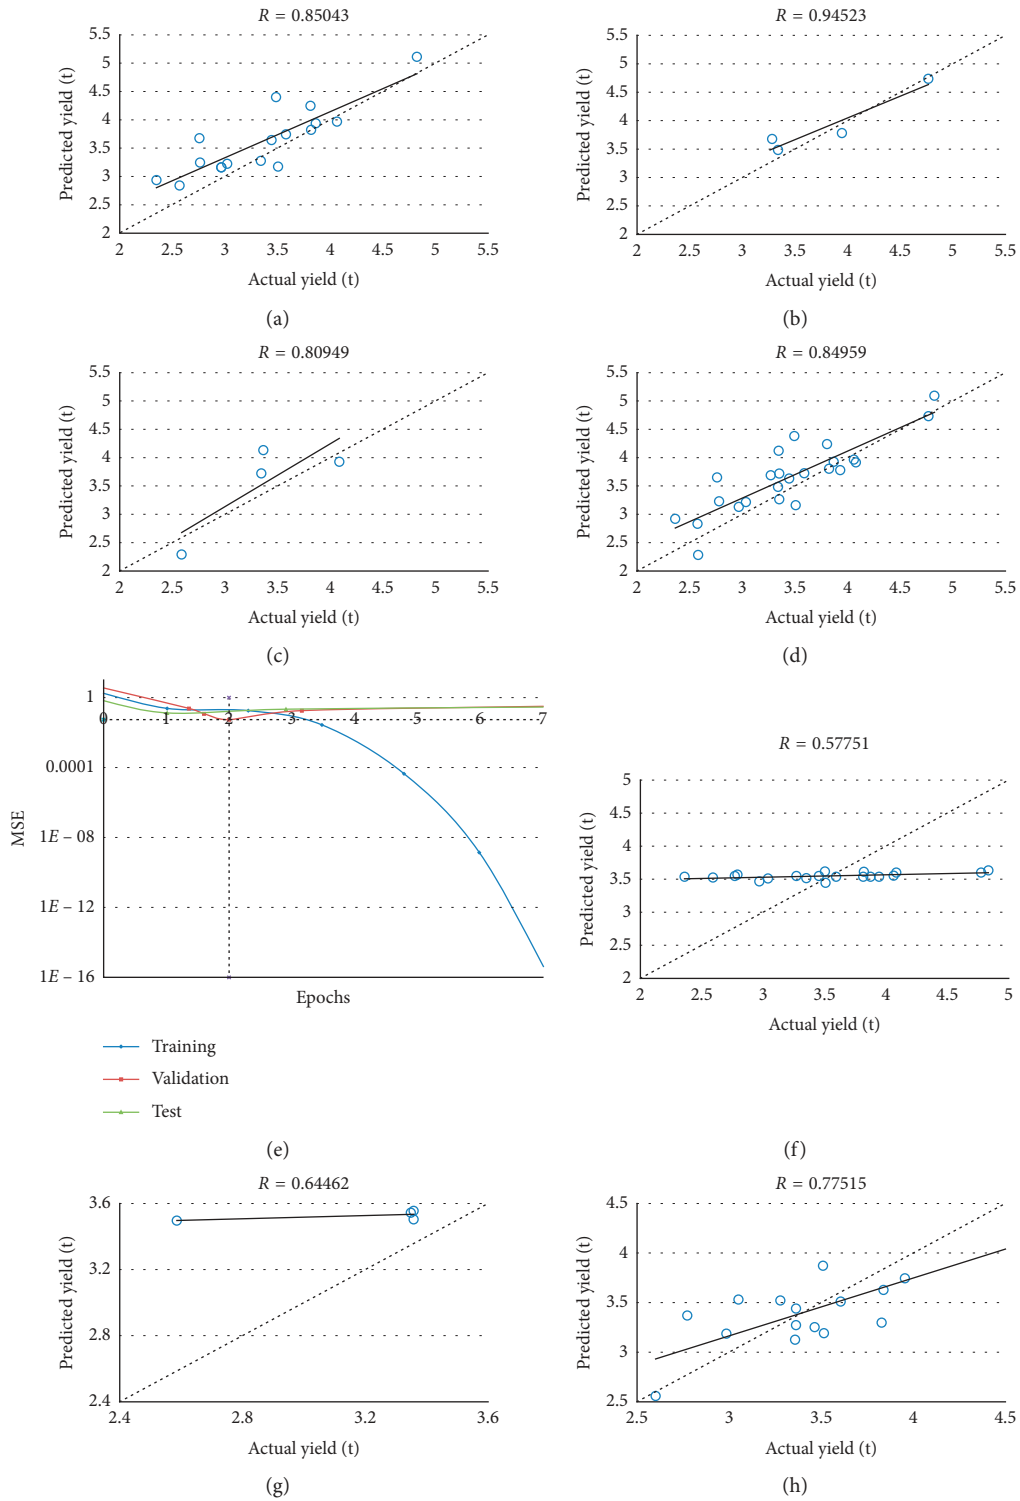 R = 0.85043
5.5
5
4.5
4
3.5
3
2.5
2
Predicted yield (t)
2 2.5 3 3.5 4 4.5 5 5.5
Actual yield (t)
(a)
R = 0.94523
5.5
5
4.5
4
3.5
3
2.5
2
Predicted yield (t)
2 2.5 3 3.5 4 4.5 5 5.5
Actual yield (t)
(b)
R = 0.80949
5.5
5
4.5
4
3.5
3
2.5
2
Predicted yield (t)
2 2.5 3 3.5 4 4.5 5 5.5
Actual yield (t)
(c)
R = 0.84959
5.5
5
4.5
4
3.5
3
2.5
2
Predicted yield (t)
2 2.5 3 3.5 4 4.5 5 5.5
Actual yield (t)
(d)
1
0 1 2 3 4 5 6 7
0.0001
1E – 08
1E – 12
1E – 16
MSE
Epochs
Training
Validation
Test
(e)
R = 0.57751
5
4.5
4
3.5
3
2.5
2
Predicted yield (t)
2 2.5 3 3.5 4 4.5 5
Actual yield (t)
(f)
R = 0.64462
3.6
3.2
2.8
2.4
Predicted yield (t)
2.4 2.8 3.2 3.6
Actual yield (t)
(g)
R = 0.77515
4.5
4
3.5
3
2.5
Predicted yield (t)
2.5 3 3.5 4 4.5
Actual yield (t)
(h)